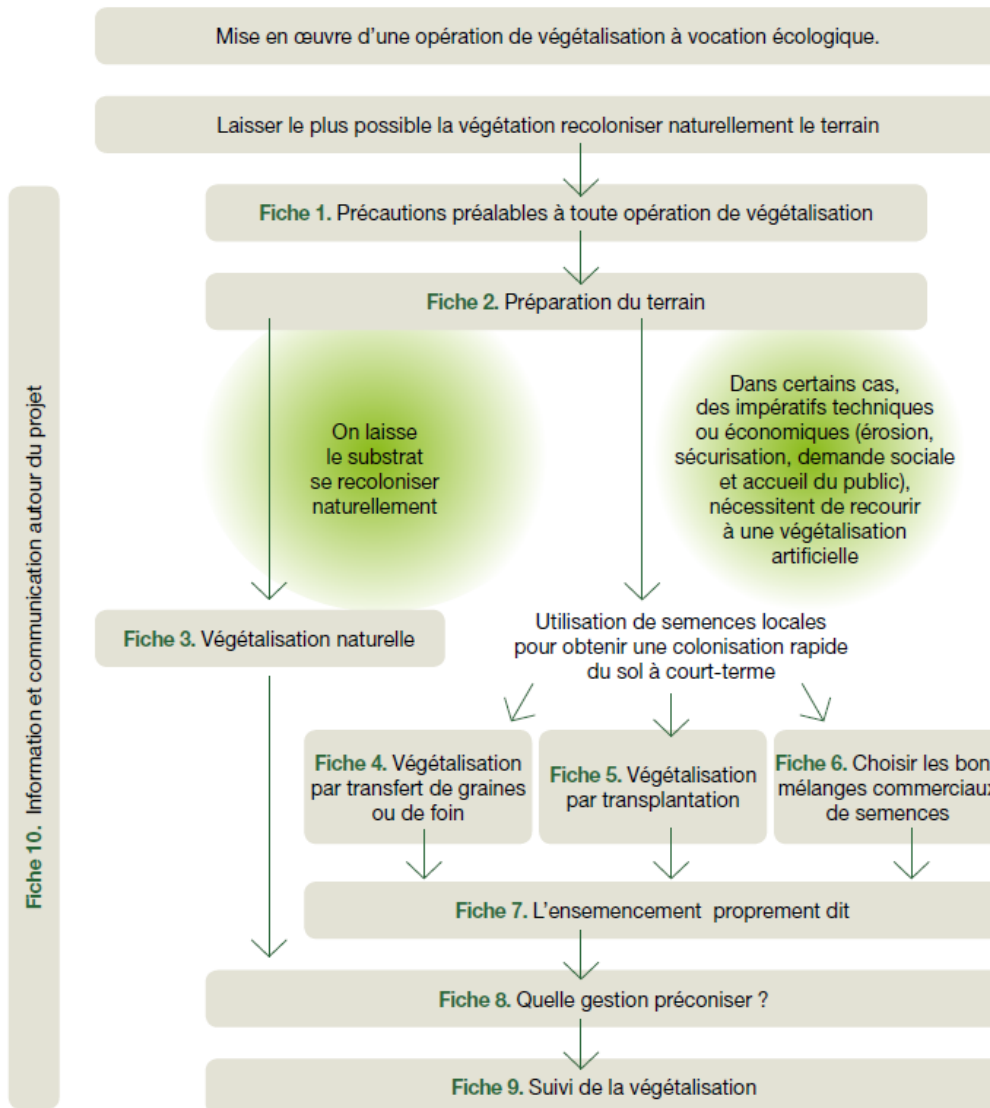 Mise en œuvre d'une opération de végétalisation à vocation écologique.
Laisser le plus possible la végétation recoloniser naturellement le terrain
Fiche 10. Information et communication autour du projet
Fiche 1. Précautions préalables à toute opération de végétalisation
Fiche 2. Préparation du terrain
On laisse
le substrat
se recoloniser
naturellement
Dans certains cas,
des impératifs techniques
ou économiques (érosion,
sécurisation, demande sociale
et accueil du public),
nécessitent de recourir
à une végétalisation
artificielle
Fiche 3. Végétalisation naturelle
Utilisation de semences locales
pour obtenir une colonisation rapide
du sol à court-terme
Fiche 4. Végétalisation
par transfert de graines
ou de foin
Fiche 5. Végétalisation
par transplantation
Fiche 6. Choisir les bon
mélanges commerciaux
de semences
Fiche 7. L'ensemencement proprement dit
Fiche 8. Quelle gestion préconiser ?
Fiche 9. Suivi de la végétalisation